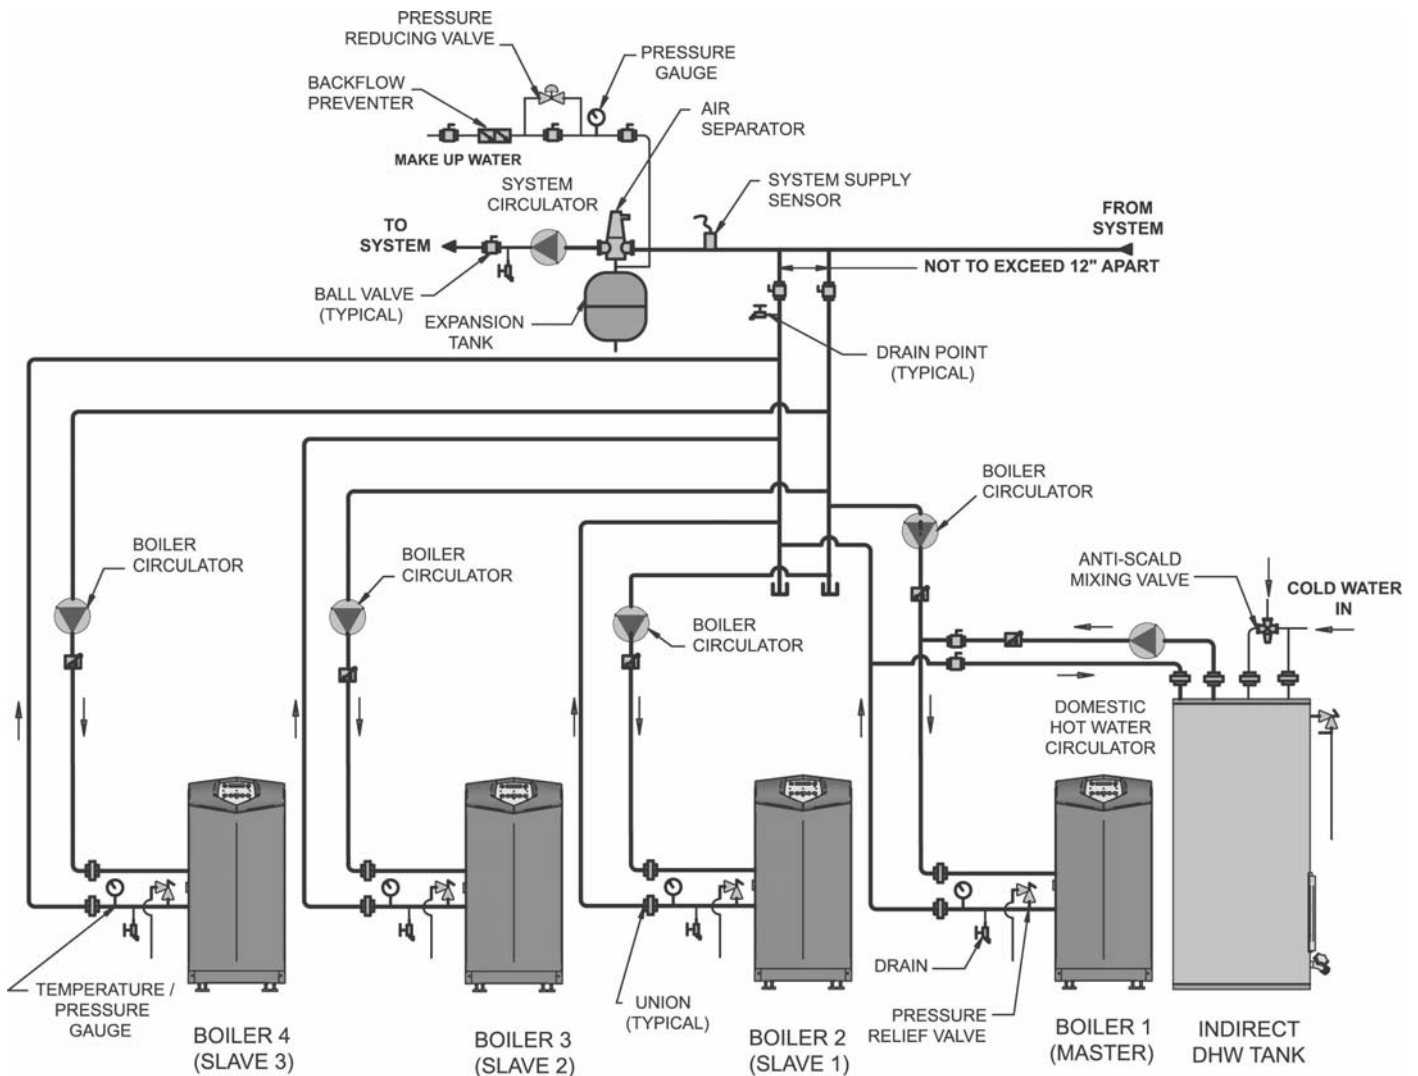 PRESSURE
REDUCING VALVE
PRESSURE
GAUGE
BACKFLOW
PREVENTER
AIR
SEPARATOR
MAKE UP WATER
SYSTEM
CIRCULATOR
SYSTEM SUPPLY
SENSOR
TO
SYSTEM
FROM
SYSTEM
NOT TO EXCEED 12" APART
BALL VALVE
(TYPICAL)
EXPANSION
TANK
DRAIN POINT
(TYPICAL)
BOILER
CIRCULATOR
BOILER
CIRCULATOR
BOILER
CIRCULATOR
BOILER
CIRCULATOR
ANTI-SCALD
MIXING VALVE
COLD WATER
IN
DOMESTIC
HOT WATER
CIRCULATOR
TEMPERATURE /
PRESSURE
GAUGE
UNION
(TYPICAL)
DRAIN
PRESSURE
RELIEF VALVE
BOILER 4
(SLAVE 3)
BOILER 3
(SLAVE 2)
BOILER 2
(SLAVE 1)
BOILER 1
(MASTER)
INDIRECT
DHW TANK